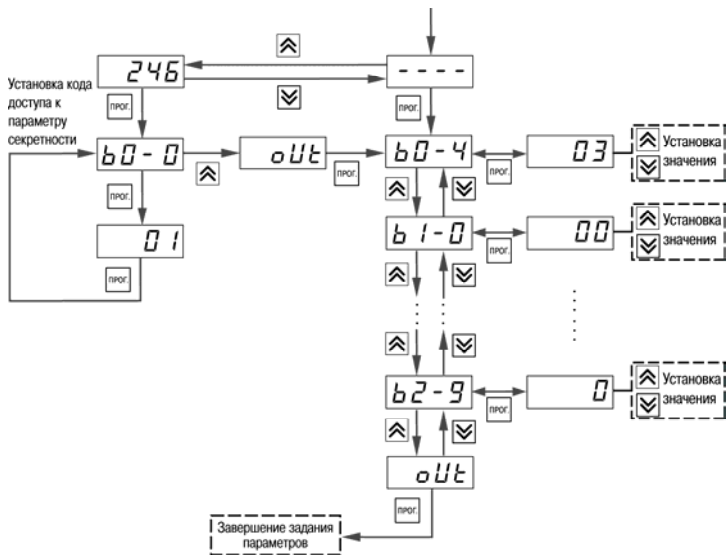 246
- - - -
Установка кода
доступа к
параметру
секретности
ПРОГ.
ПРОГ.
b0-0
oUt
ПРОГ.
b0-4
ПРОГ.
03
Установка
значения
ПРОГ.
01
ПРОГ.
b1-0
ПРОГ.
00
Установка
значения
b2-9
ПРОГ.
0
Установка
значения
oUt
ПРОГ.
Завершение задания
параметров